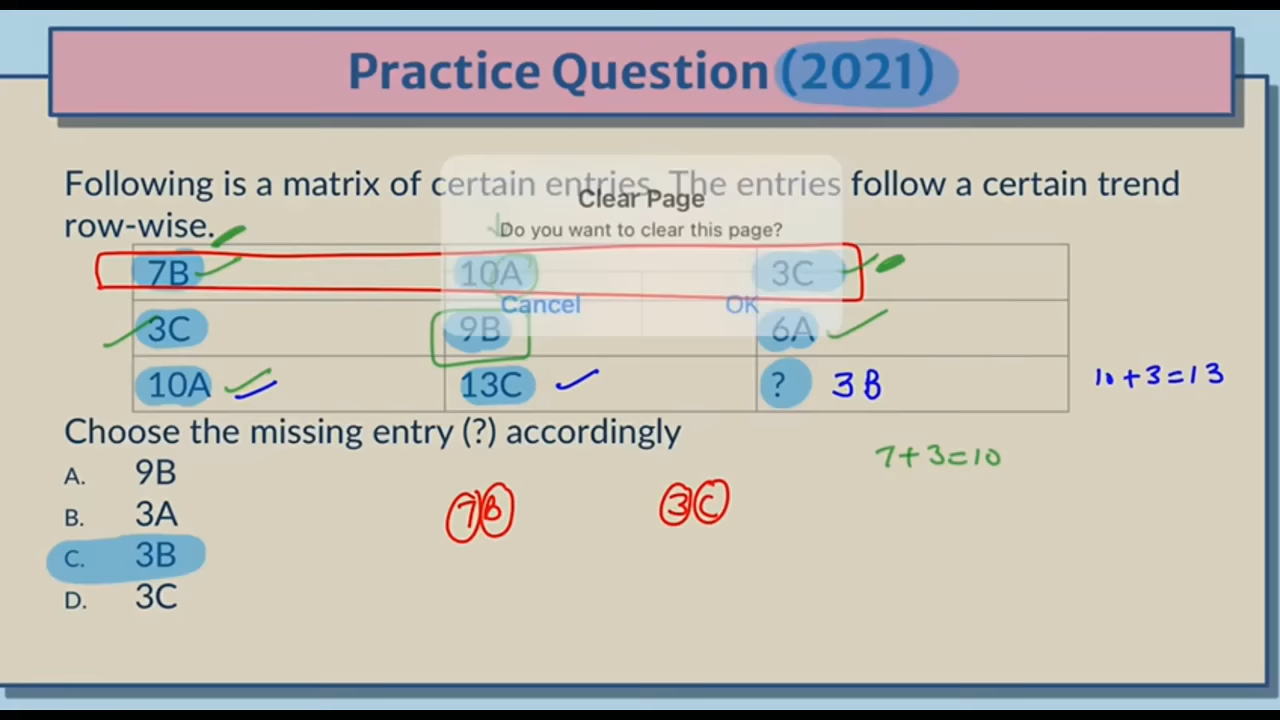 Practice Question (2021)
Following is a matrix of certain entries. The entries follow a certain trend
row-wise.
Clear Page
Do you want to clear this page?
Cancel OK
7B 10A 3C
3C 9B 6A
10A 13C ? 3B
10+3=13
Choose the missing entry (?) accordingly
7+3=10
A. 9B
B. 3A
C. 3B
D. 3C
7B 3C